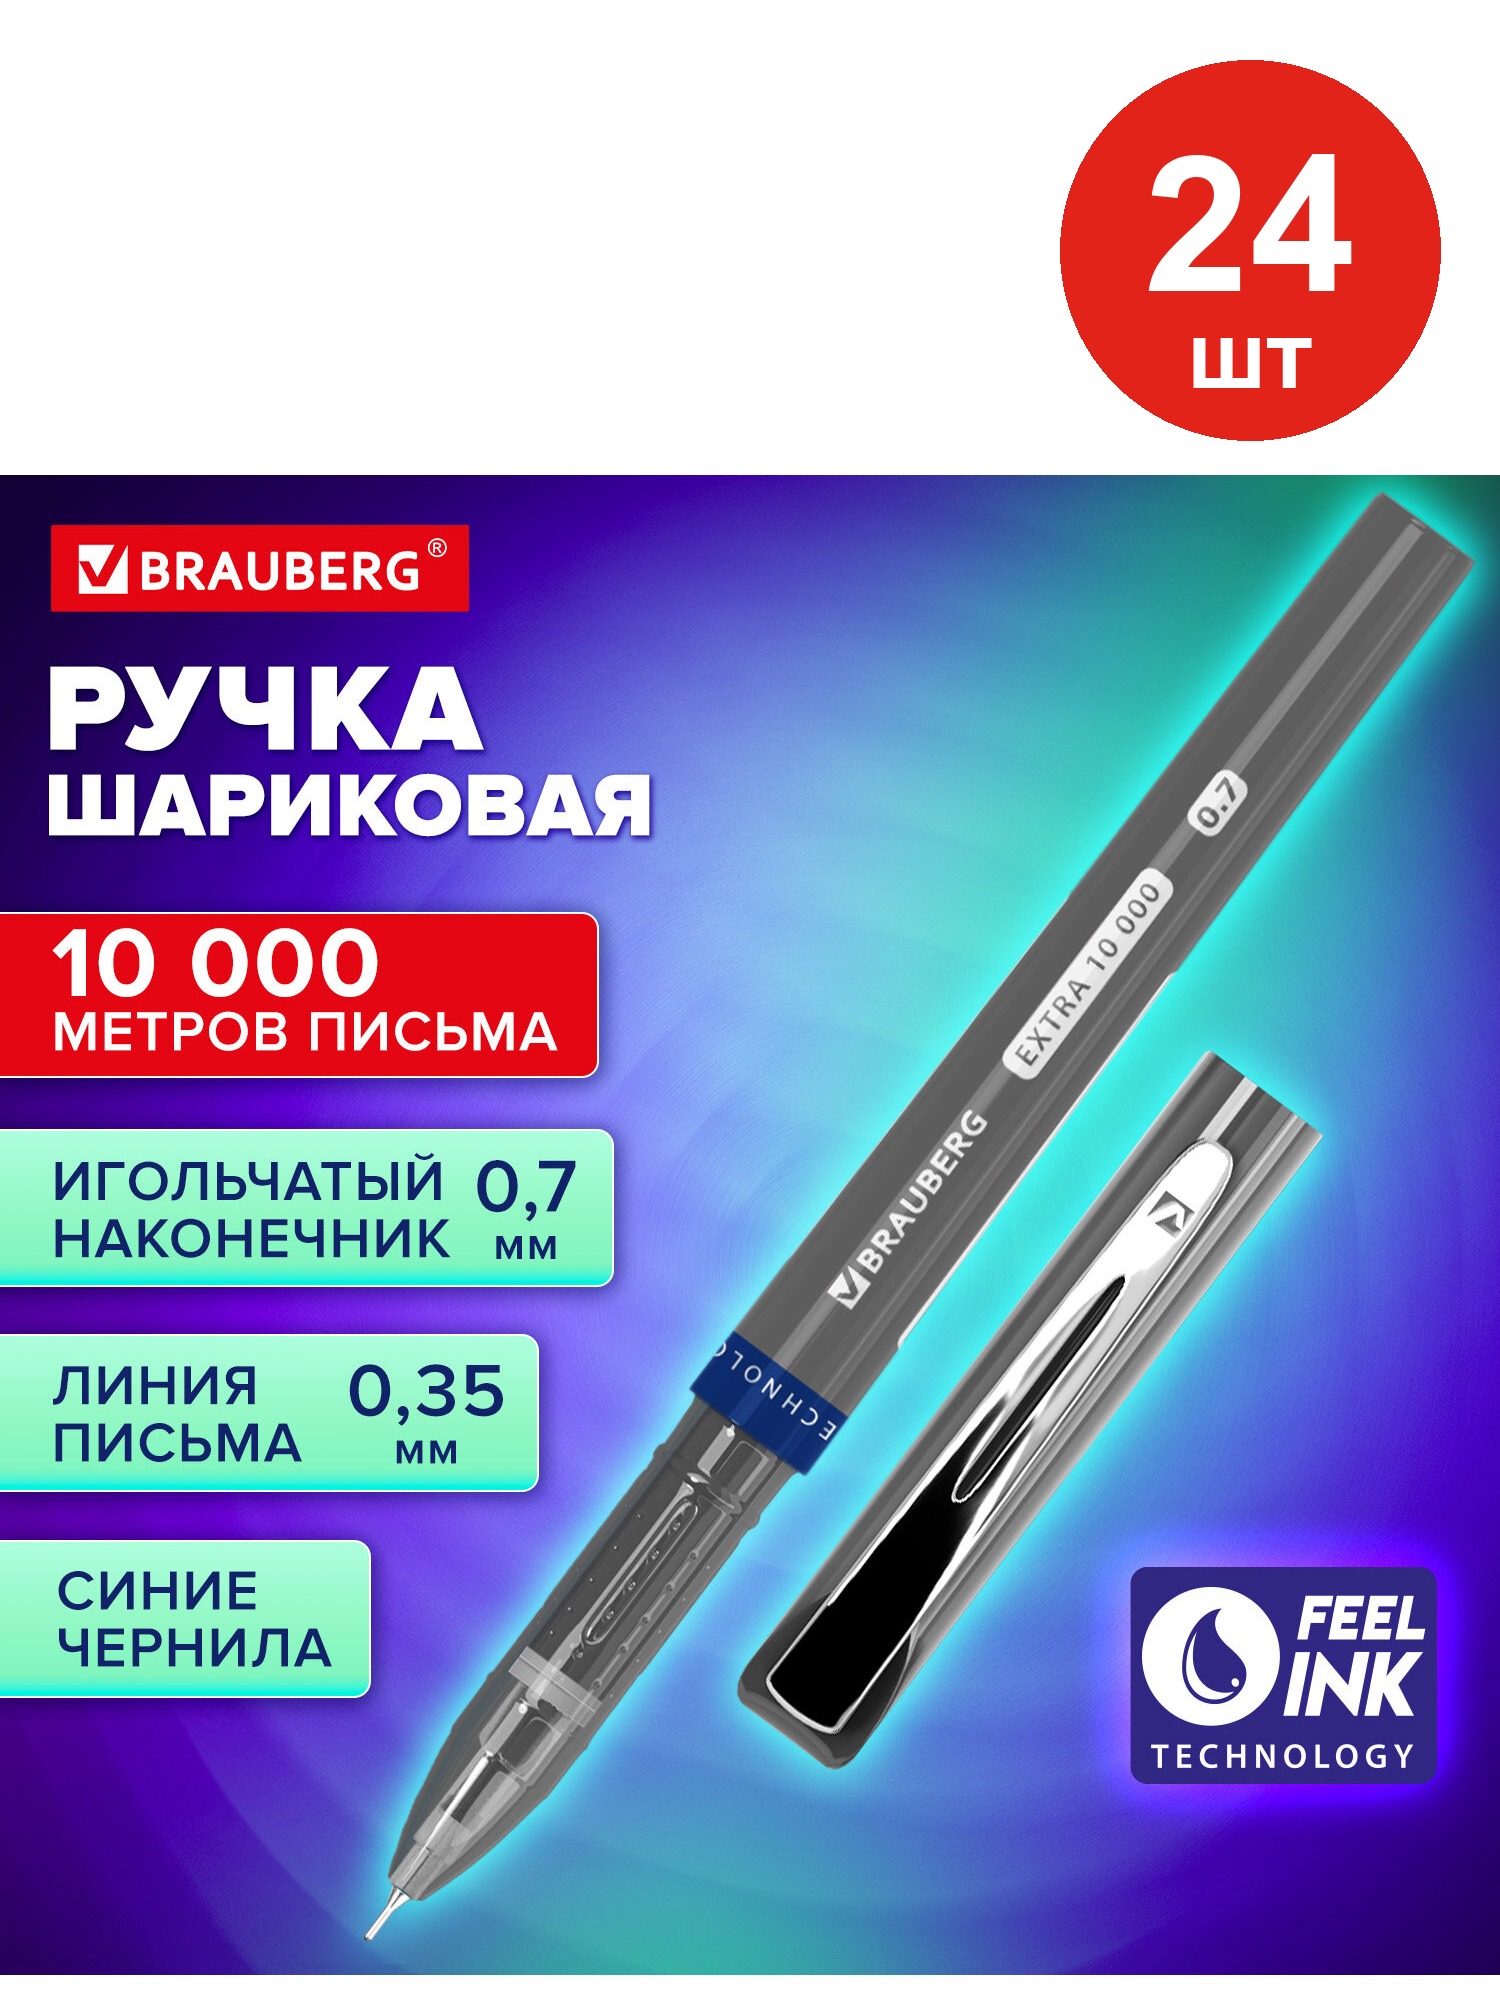 24
шт
BRAUBERG®
РУЧКА
ШАРИКОВАЯ
10 000
МЕТРОВ ПИСЬМА
ИГОЛЬЧАТЫЙ
НАКОНЕЧНИК
0,7
мм
ЛИНИЯ
ПИСЬМА
0,35
мм
СИНИЕ
ЧЕРНИЛА
0.7
EXTRA 10 000
BRAUBERG
FEEL
INK
TECHNOLOGY